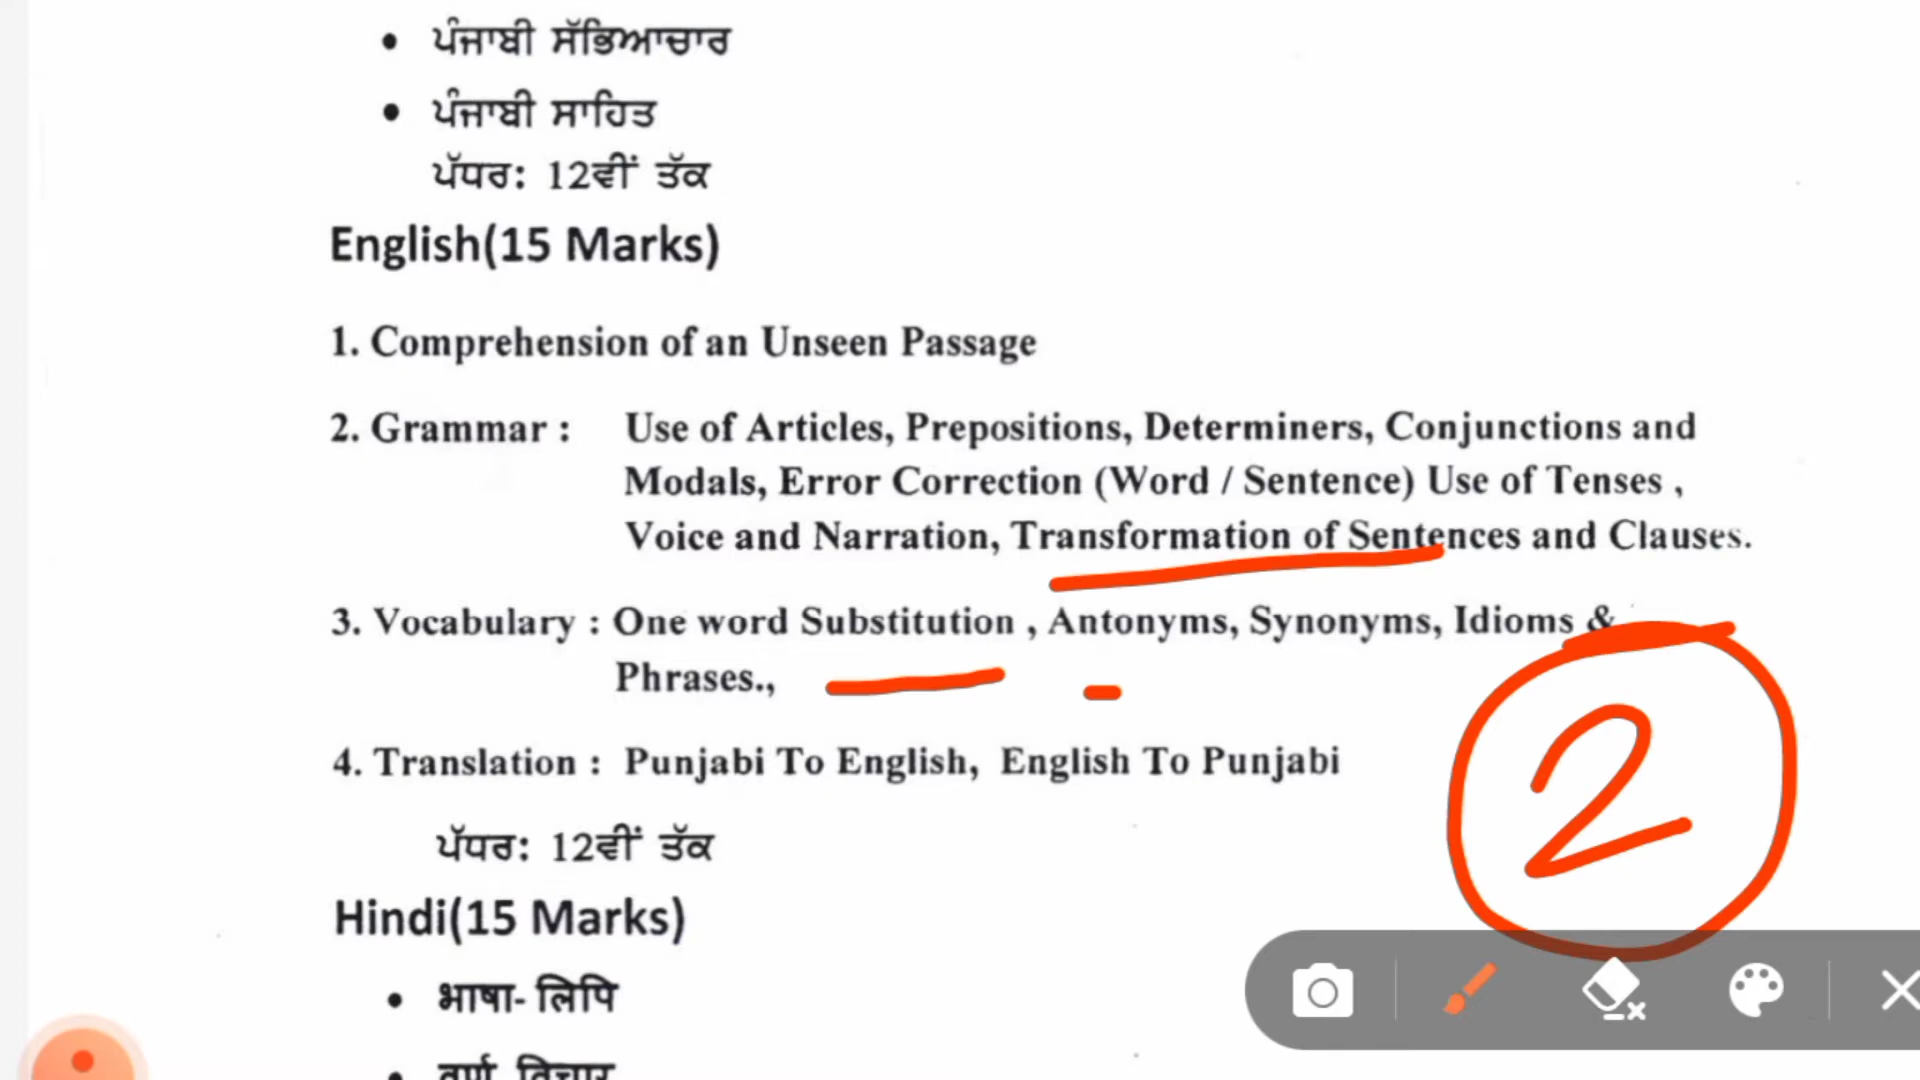 • ਪੰਜਾਬੀ ਸੱਭਿਆਚਾਰ
• ਪੰਜਾਬੀ ਸਾਹਿਤ
ਪੱਧਰ: 12ਵੀਂ ਤੱਕ
English(15 Marks)
1. Comprehension of an Unseen Passage
2. Grammar : Use of Articles, Prepositions, Determiners, Conjunctions and
Modals, Error Correction (Word / Sentence) Use of Tenses ,
Voice and Narration, Transformation of Sentences and Clauses.
3. Vocabulary : One word Substitution , Antonyms, Synonyms, Idioms &
Phrases.,
2
4. Translation : Punjabi To English, English To Punjabi
ਪੱਧਰ: 12ਵੀਂ ਤੱਕ
Hindi(15 Marks)
• भाषा- लिपि
• वर्ण विचार